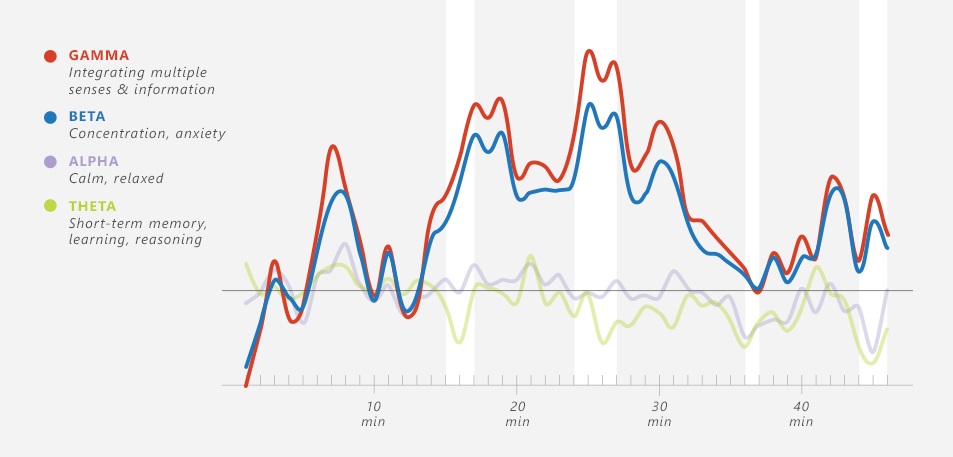 GAMMA
Integrating multiple
senses & information
BETA
Concentration, anxiety
ALPHA
Calm, relaxed
THETA
Short-term memory,
learning, reasoning
10 20 30 40
min min min min